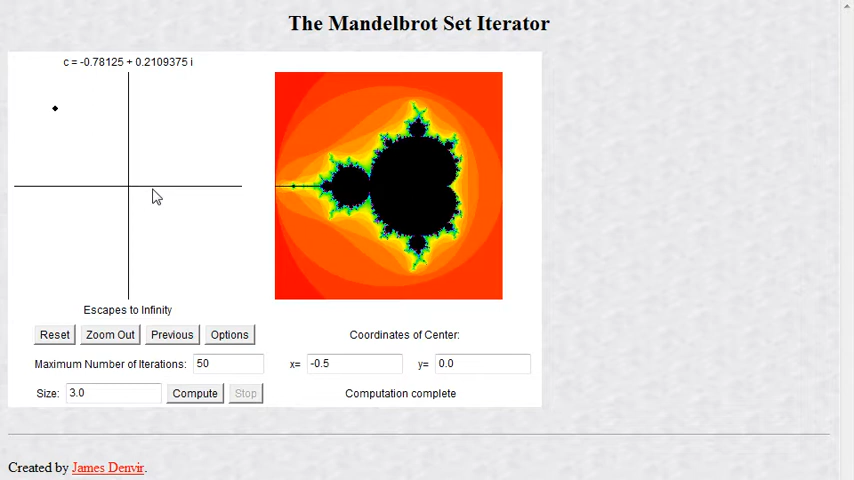 The Mandelbrot Set Iterator
c = -0.78125 + 0.2109375 i
Escapes to Infinity
Reset Zoom Out Previous Options
Coordinates of Center:
Maximum Number of Iterations: 50 x= -0.5 y= 0.0
Size: 3.0 Compute Stop Computation complete
Created by James Denvir.